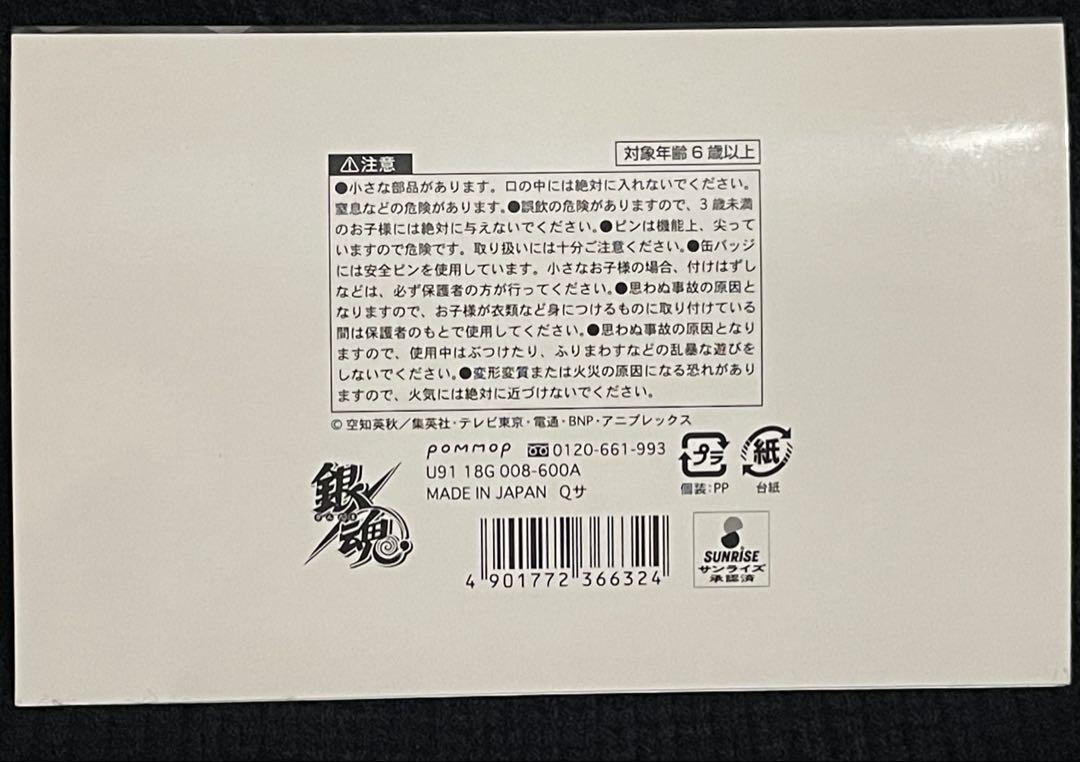 ⚠注意
対象年齢6歳以上
●小さな部品があります。口の中には絶対に入れないでください。
窒息などの危険があります。●誤飲の危険がありますので、3歳未満
のお子様には絶対に与えないでください。●ピンは機能上、尖って
いますので危険です。取り扱いには十分ご注意ください。●缶バッジ
には安全ピンを使用しています。小さなお子様の場合、付けはずし
などは、必ず保護者の方が行ってください。●思わぬ事故の原因と
なりますので、お子様が衣類など身につけるものに取り付けている
間は保護者のもとで使用してください。●思わぬ事故の原因となり
ますので、使用中はぶつけたり、ふりまわすなどの乱暴な遊びを
しないでください。●変形変質または火災の原因になる恐れがあり
ますので、火気には絶対に近づけないでください。
© 空知英秋/集英社・テレビ東京・電通・BNP・アニプレックス
pommop 0120-661-993
U91 18G 008-600A
MADE IN JAPAN Qサ
プラ
個装:PP
紙
台紙
銀魂
4 901772 366324
SUNRISE
サンライズ
承認済